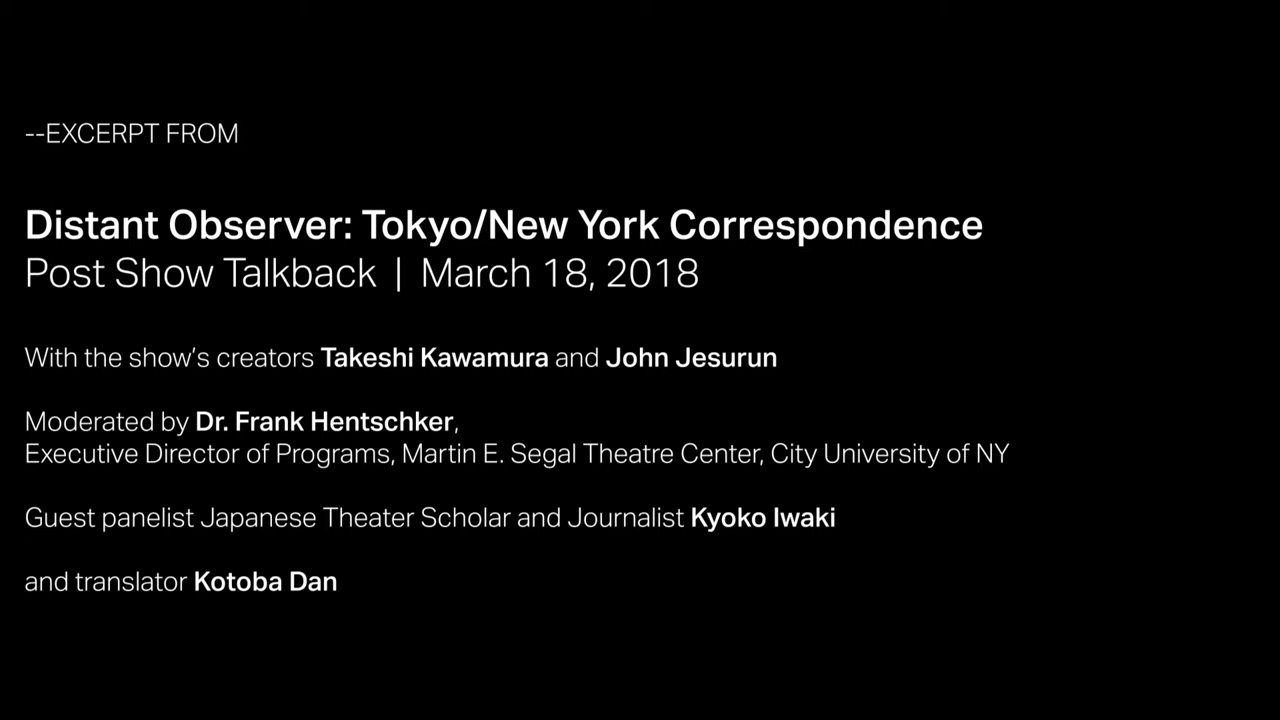 --EXCERPT FROM
Distant Observer: Tokyo/New York Correspondence
Post Show Talkback | March 18, 2018
With the show's creators Takeshi Kawamura and John Jesurun
Moderated by Dr. Frank Hentschker,
Executive Director of Programs, Martin E. Segal Theatre Center, City University of NY
Guest panelist Japanese Theater Scholar and Journalist Kyoko Iwaki
and translator Kotoba Dan